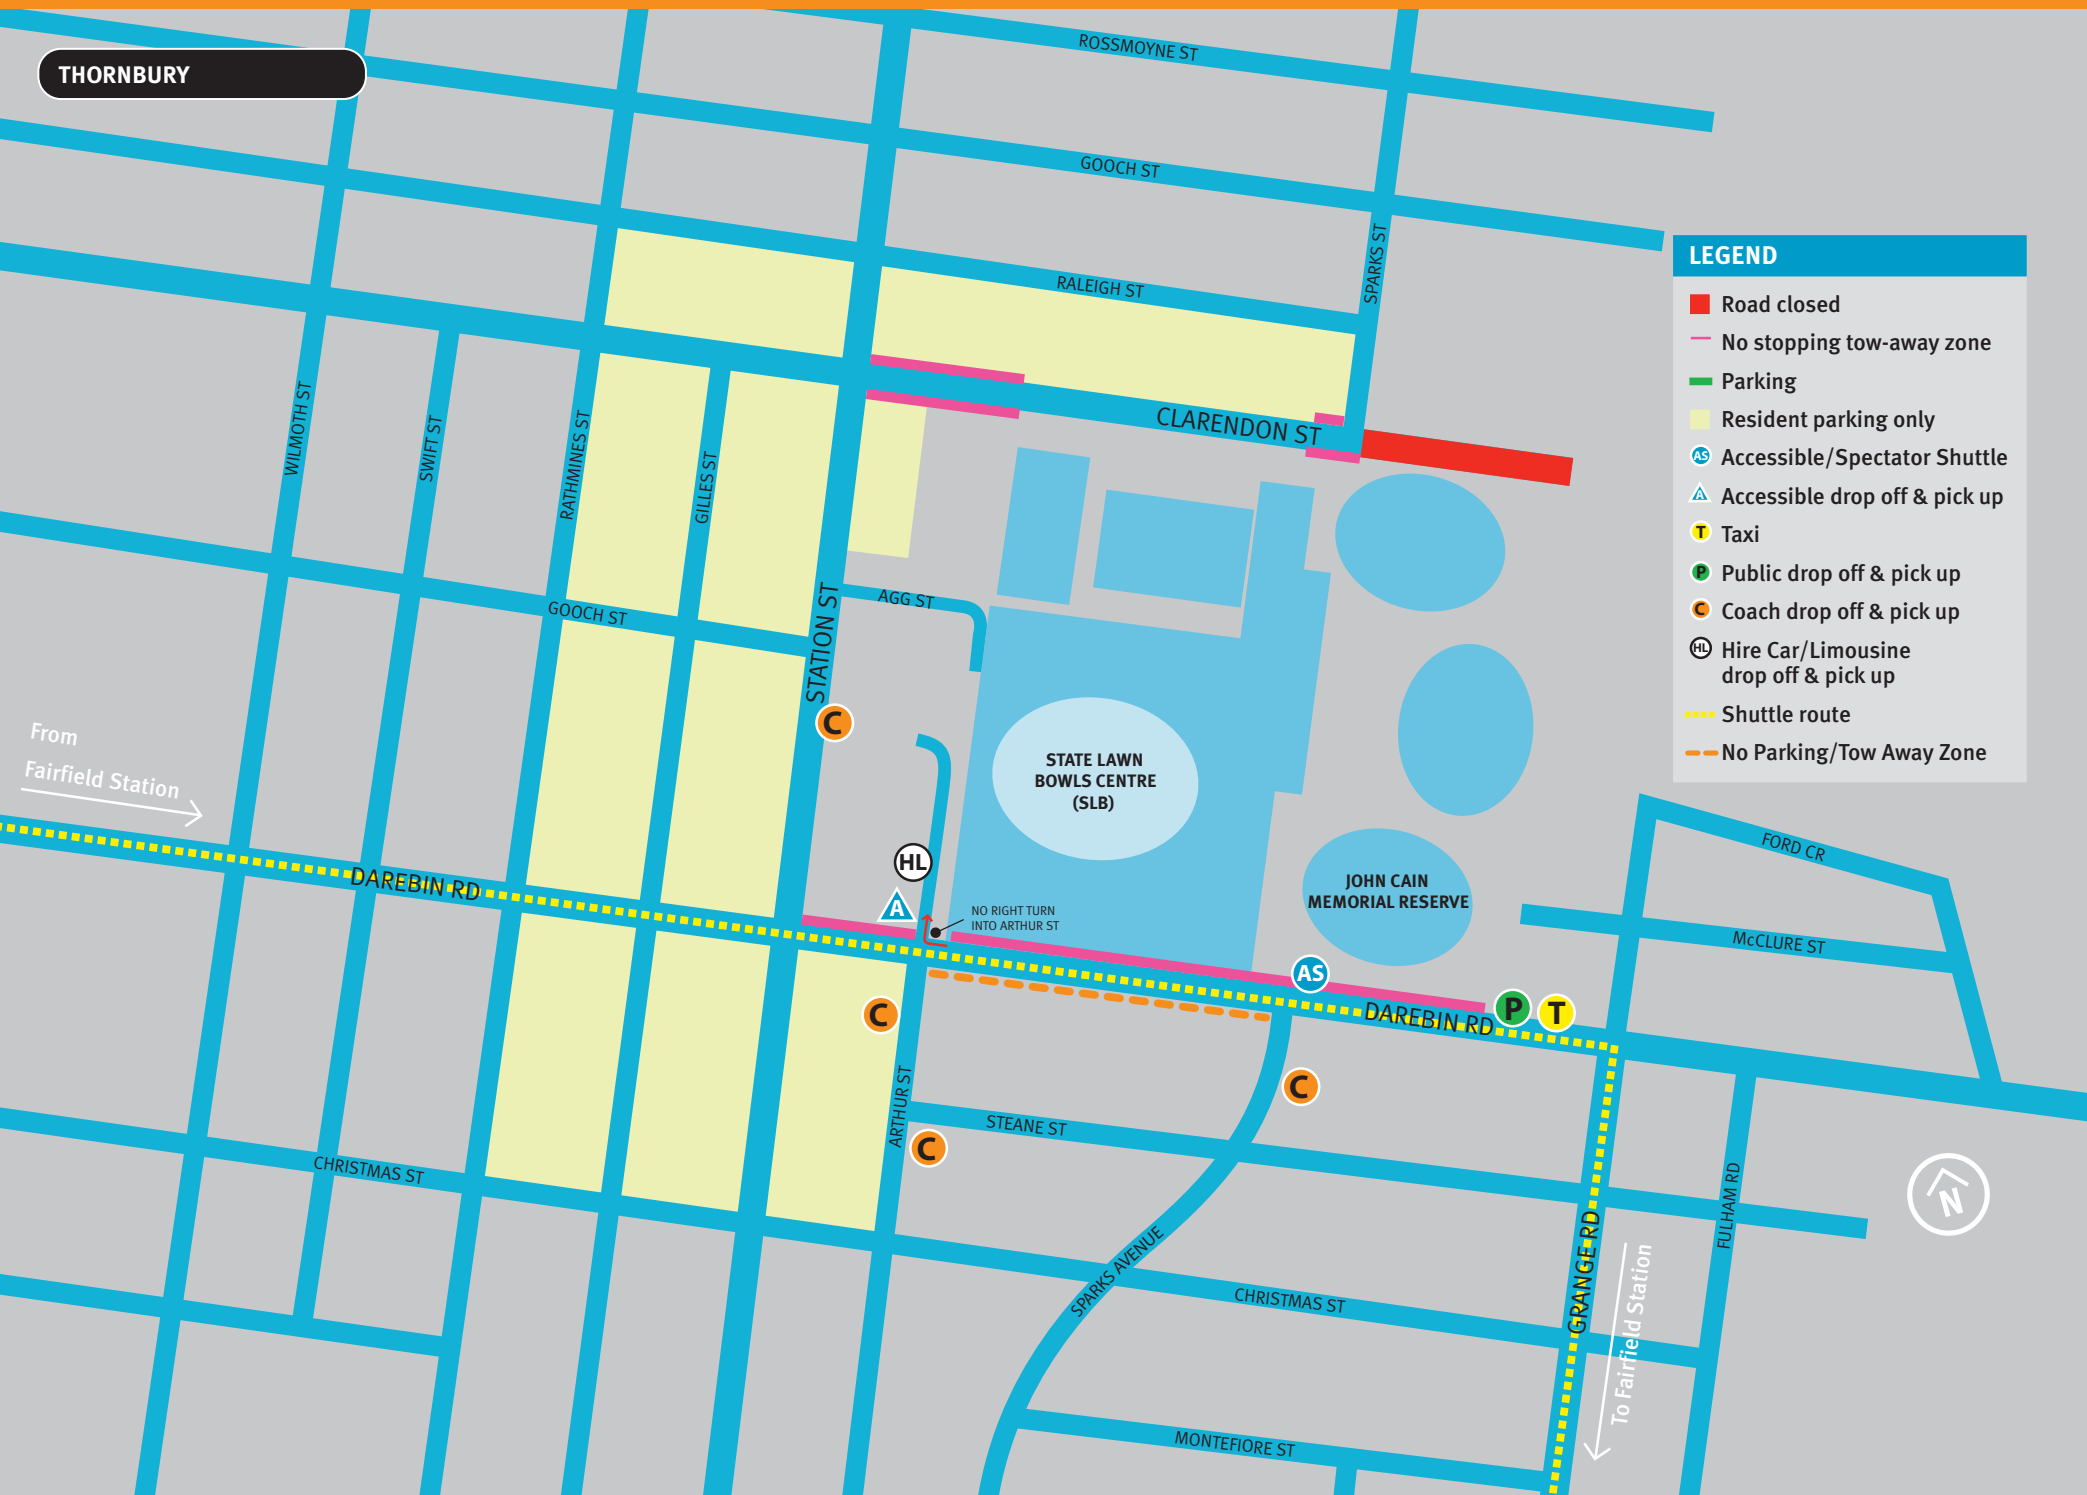 THORNBURY
ROSSMOYNE ST
GOOCH ST
SPARKS ST
RALEIGH ST
CLARENDON ST
WILMOTH ST
SWIFT ST
RATHMINES ST
GILLES ST
GOOCH ST
STATION ST
AGG ST
C
From
Fairfield Station
STATE LAWN
BOWLS CENTRE
(SLB)
HL
A
NO RIGHT TURN
INTO ARTHUR ST
JOHN CAIN
MEMORIAL RESERVE
DAREBIN RD
AS
DAREBIN RD
P
T
C
C
C
ARTHUR ST
STEANE ST
CHRISTMAS ST
SPARKS AVENUE
CHRISTMAS ST
MONTEFIORE ST
GRANGE RD
To Fairfield Station
FULHAM RD
FORD CR
McCLURE ST
N
LEGEND
Road closed
No stopping tow-away zone
Parking
Resident parking only
AS Accessible/Spectator Shuttle
A Accessible drop off & pick up
T Taxi
P Public drop off & pick up
C Coach drop off & pick up
HL Hire Car/Limousine
drop off & pick up
Shuttle route
No Parking/Tow Away Zone